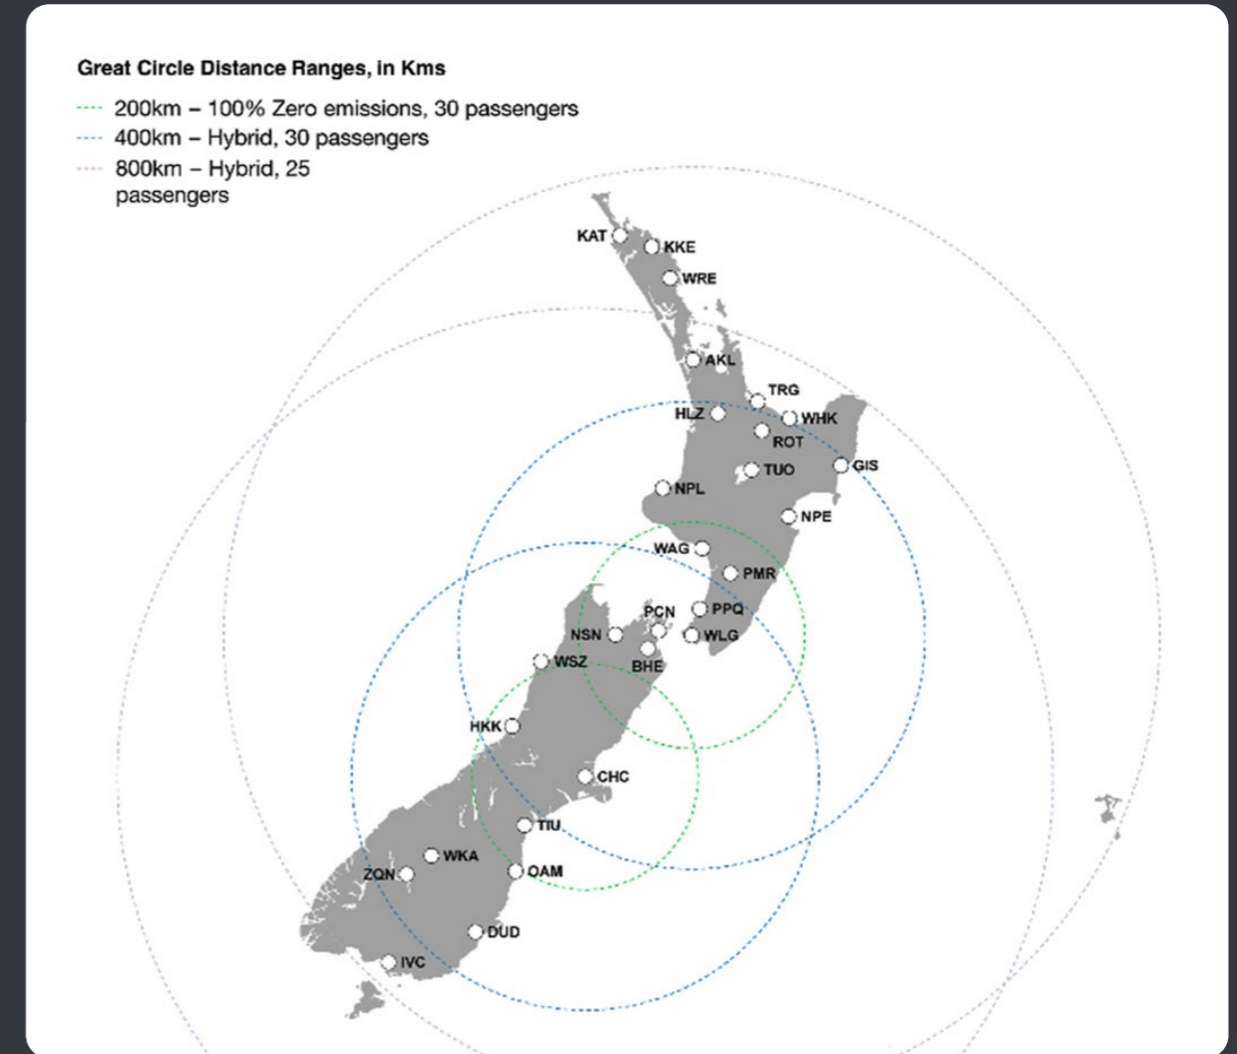 Great Circle Distance Ranges, in Kms
200km – 100% Zero emissions, 30 passengers
400km – Hybrid, 30 passengers
800km – Hybrid, 25
passengers
KAT
KKE
WRE
AKL
TRG
HLZ
WHK
ROT
GIS
TUO
NPL
NPE
WAG
PMR
PPQ
PCN
NSN
WLG
WSZ
BHE
HKK
CHC
TIU
WKA
ZQN
OAM
DUD
IVC